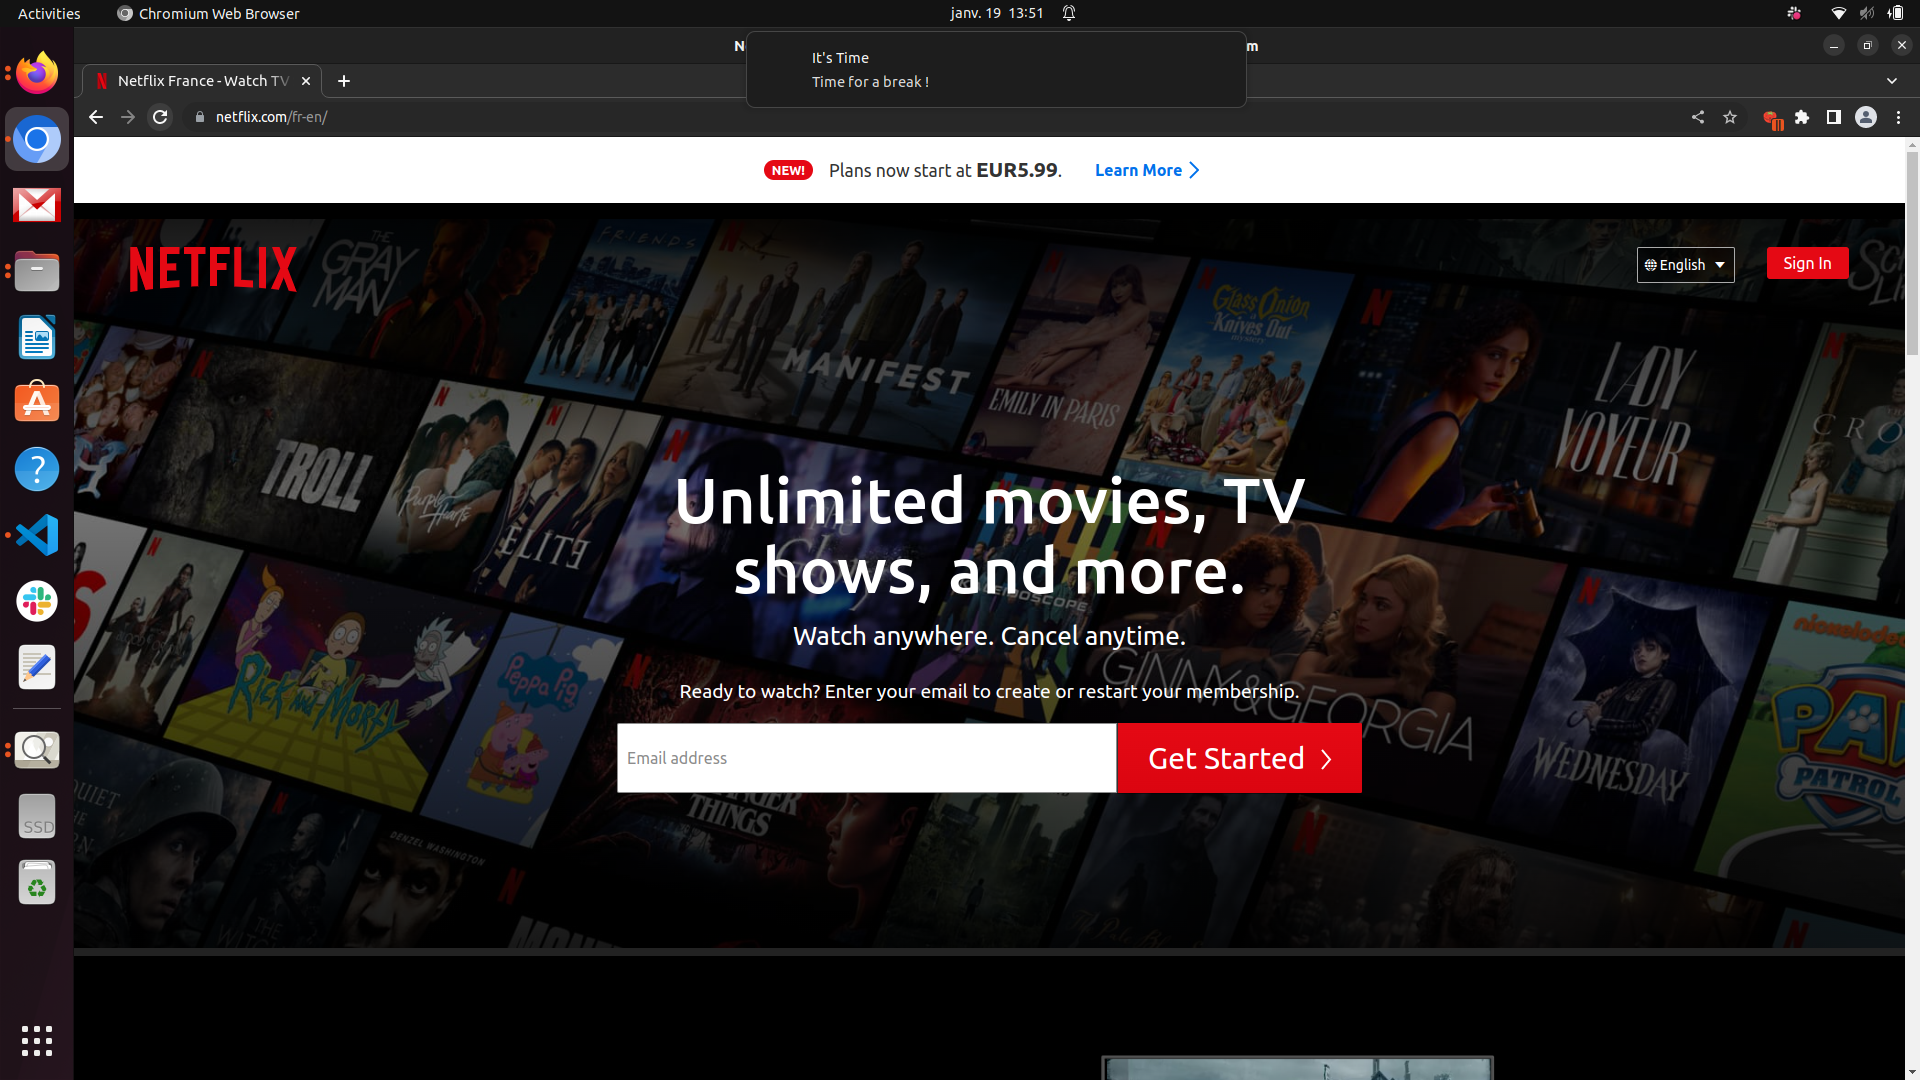 Activities
Chromium Web Browser
janv. 19 13:51
It's Time
Time for a break !
Netflix France - Watch TV
netflix.com/fr-en/
NEW!
Plans now start at EUR5.99.
Learn More
NETFLIX
English
Sign In
THE GRAY MAN
FRIENDS
MANIFEST
EMILY IN PARIS
Glass Onion
A Knives Out
mystery
LADY VOYEUR
TROLL
Purple Hearts
ELITE
Unlimited movies, TV
shows, and more.
Watch anywhere. Cancel anytime.
Ready to watch? Enter your email to create or restart your membership.
Email address
Get Started
Rick and Morty
Peppa Pig
GINNY & GEORGIA
WEDNESDAY
nickelodeon
PAW PATROL
THINGS
DENZEL WASHINGTON
SSD